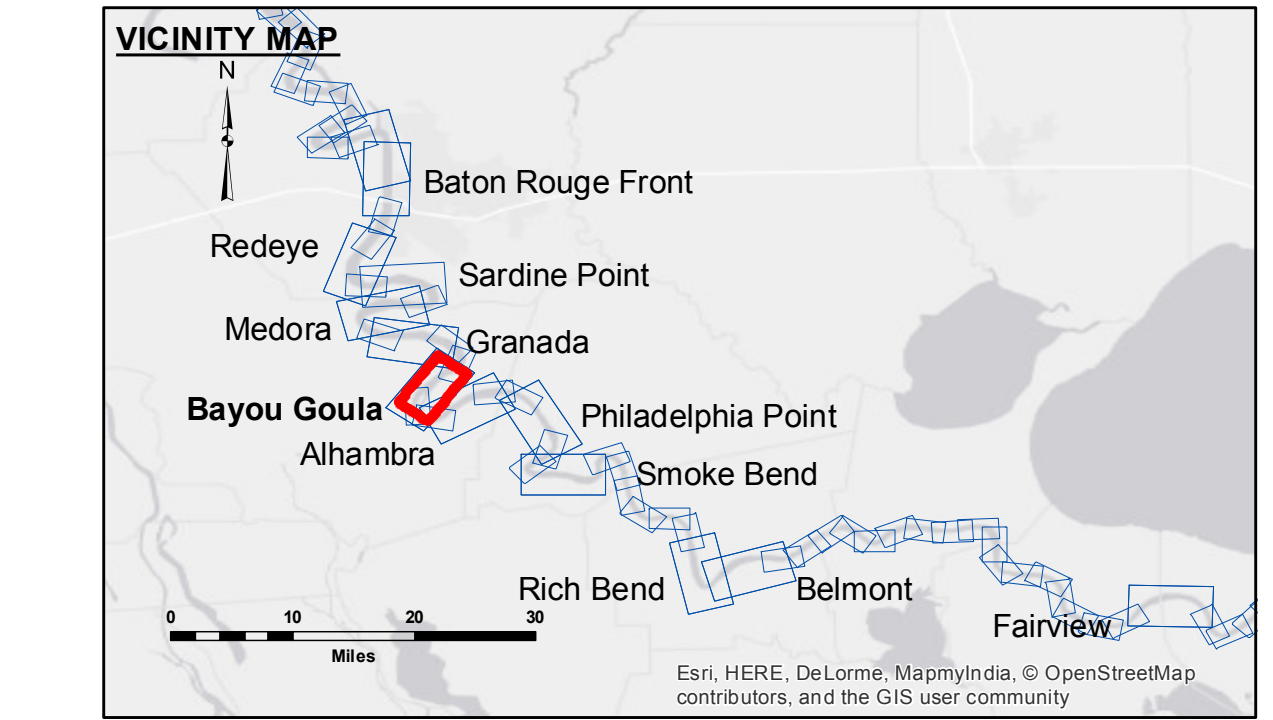 VICINITY MAP
N
Baton Rouge Front
Redeye
Sardine Point
Medora
Granada
Bayou Goula
Philadelphia Point
Alhambra
Smoke Bend
Rich Bend
Belmont
Fairview
0 10 20 30
Miles
Esri, HERE, DeLorme, MapmyIndia, © OpenStreetMap
contributors, and the GIS user community